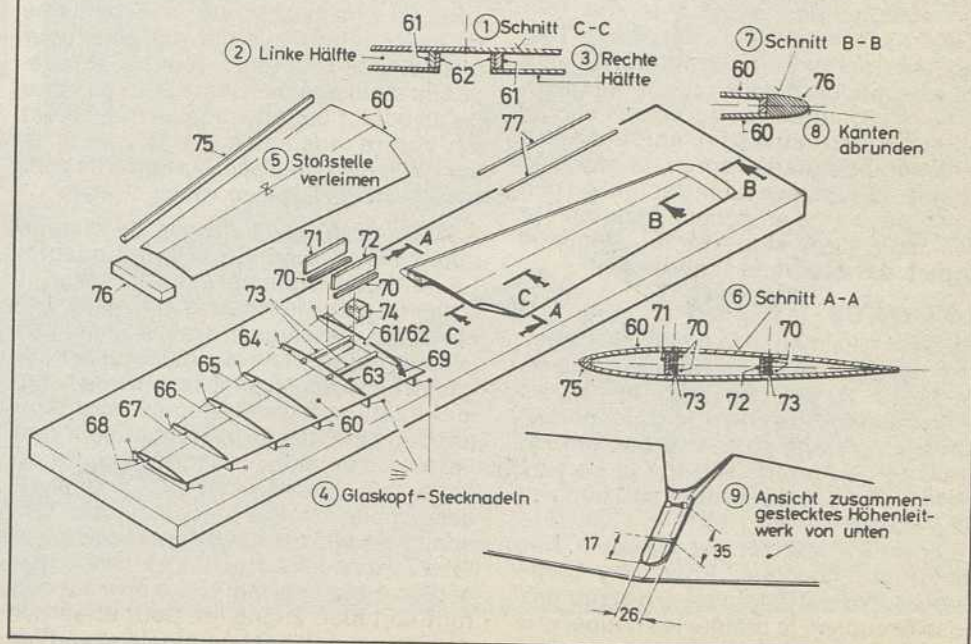 61 ① Schnitt C-C
② Linke Hälfte
62
③ Rechte
Hälfte
61
⑦ Schnitt B-B
60
76
60
⑧ Kanten
abrunden
60
75
⑤ Stoßstelle
verleimen
77
76
B
B
71
72
A
70
70
C
A
74
C
73
61/62
64
69
65
63
66
60
67
68
④ Glaskopf-Stecknadeln
⑥ Schnitt A-A
71
60
70
70
75
73
72
73
⑨ Ansicht zusammen-
gestecktes Höhenleit-
werk von unten
17
35
26